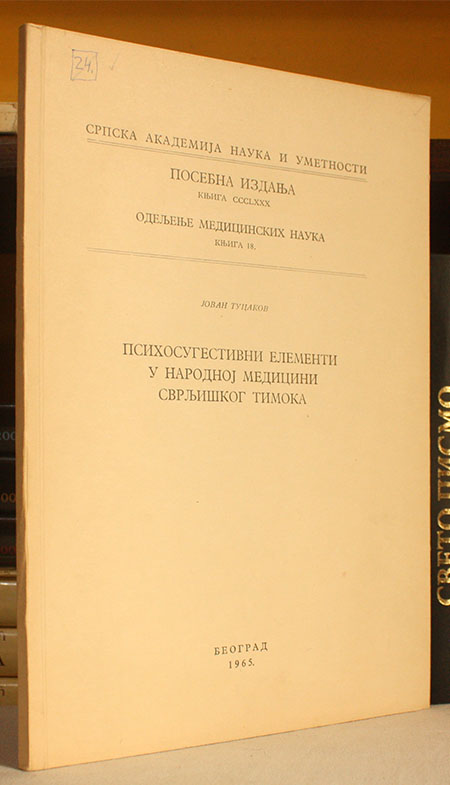 24.
СРПСКА АКАДЕМИЈА НАУКА И УМЕТНОСТИ
ПОСЕБНА ИЗДАЊА
КЊИГА CCCLXXX
ОДЕЉЕЊЕ МЕДИЦИНСКИХ НАУКА
КЊИГА 18.
ЈОВАН ТУЦАКОВ
ПСИХОСУГЕСТИВНИ ЕЛЕМЕНТИ
У НАРОДНОЈ МЕДИЦИНИ
СВРЉИШКОГ ТИМОКА
БЕОГРАД
1965.
СВЕТО ПИСМО